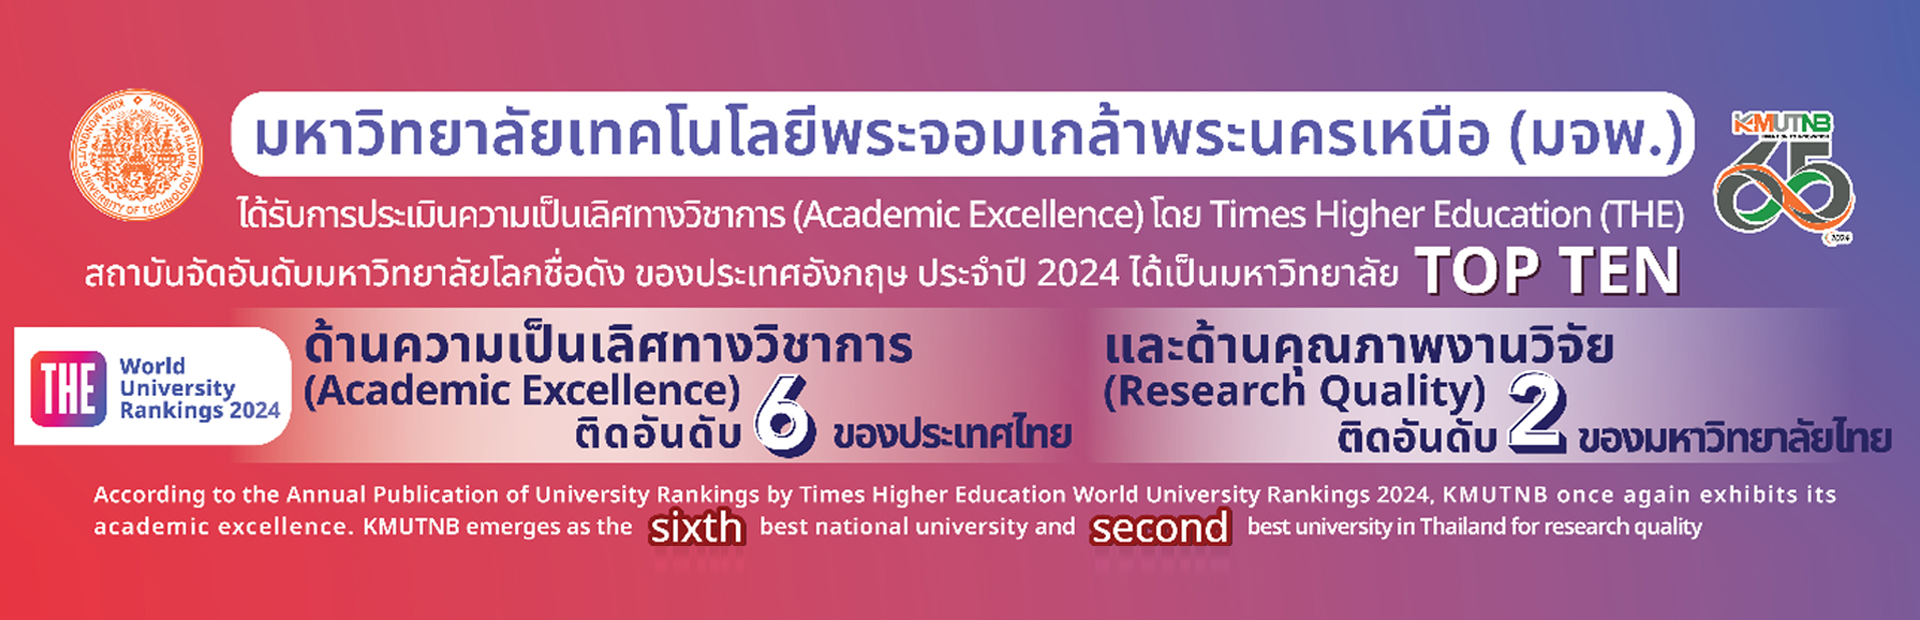 มหาวิทยาลัยเทคโนโลยีพระจอมเกล้าพระนครเหนือ (มจพ.)
KMUTNB
65
2024
KING MONGKUT'S UNIVERSITY OF TECHNOLOGY NORTH BANGKOK
ได้รับการประเมินความเป็นเลิศทางวิชาการ (Academic Excellence) โดย Times Higher Education (THE)
สถาบันจัดอันดับมหาวิทยาลัยโลกชื่อดัง ของประเทศอังกฤษ ประจำปี 2024 ได้เป็นมหาวิทยาลัย TOP TEN
THE
World
University
Rankings 2024
ด้านความเป็นเลิศทางวิชาการ
(Academic Excellence)
ติดอันดับ 6 ของประเทศไทย
และด้านคุณภาพงานวิจัย
(Research Quality)
ติดอันดับ 2 ของมหาวิทยาลัยไทย
According to the Annual Publication of University Rankings by Times Higher Education World University Rankings 2024, KMUTNB once again exhibits its
academic excellence. KMUTNB emerges as the sixth best national university and second best university in Thailand for research quality